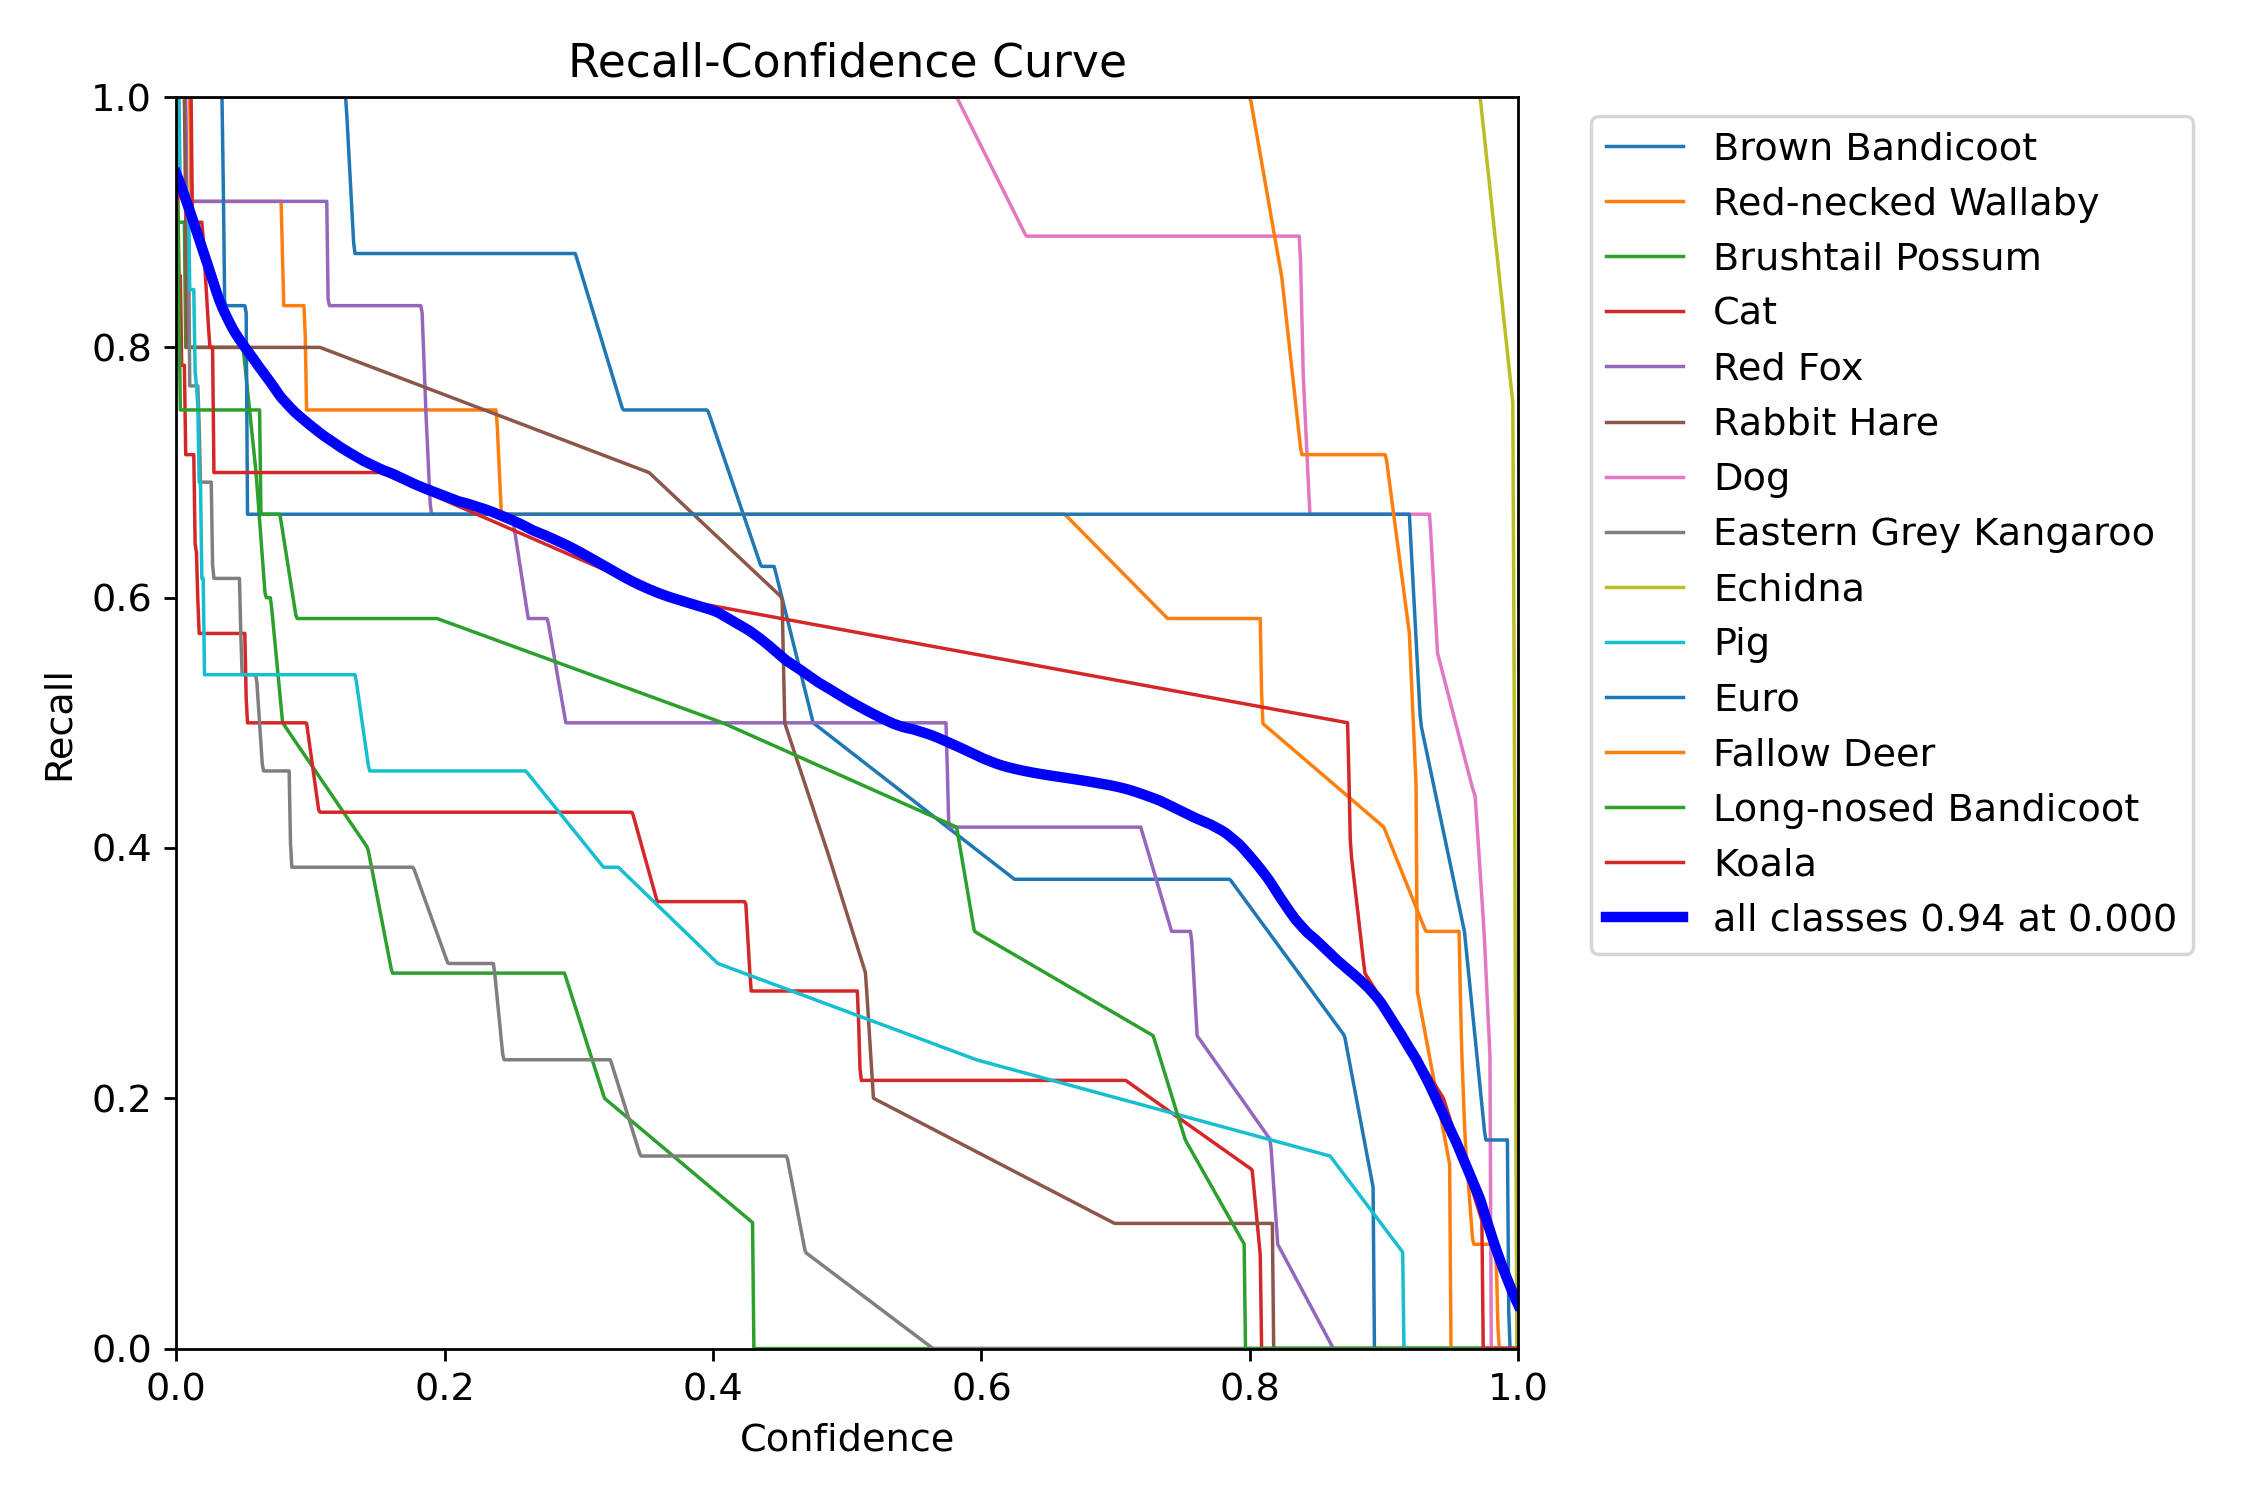 Recall-Confidence Curve
1.0
0.8
0.6
0.4
0.2
0.0
Recall
0.0 0.2 0.4 0.6 0.8 1.0
Confidence
Brown Bandicoot
Red-necked Wallaby
Brushtail Possum
Cat
Red Fox
Rabbit Hare
Dog
Eastern Grey Kangaroo
Echidna
Pig
Euro
Fallow Deer
Long-nosed Bandicoot
Koala
all classes 0.94 at 0.000